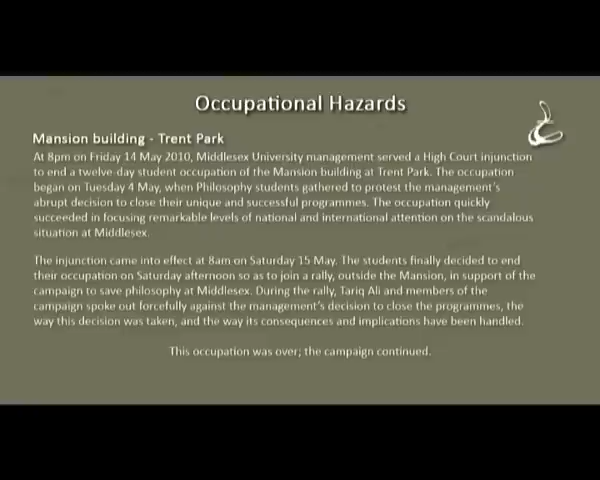 Occupational Hazards
Mansion building - Trent Park
At 8pm on Friday 14 May 2010, Middlesex University management served a High Court injunction
to end a twelve-day student occupation of the Mansion building at Trent Park. The occupation
began on Tuesday 4 May, when Philosophy students gathered to protest the management's
abrupt decision to close their unique and successful programmes. The occupation quickly
succeeded in focusing remarkable levels of national and international attention on the scandalous
situation at Middlesex.
The injunction came into effect at 8am on Saturday 15 May. The students finally decided to end
their occupation on Saturday afternoon so as to join a rally, outside the Mansion, in support of the
campaign to save philosophy at Middlesex. During the rally, Tariq Ali and members of the
campaign spoke out forcefully against the management's decision to close the programmes, the
way this decision was taken, and the way its consequences and implications have been handled.
This occupation was over; the campaign continued.